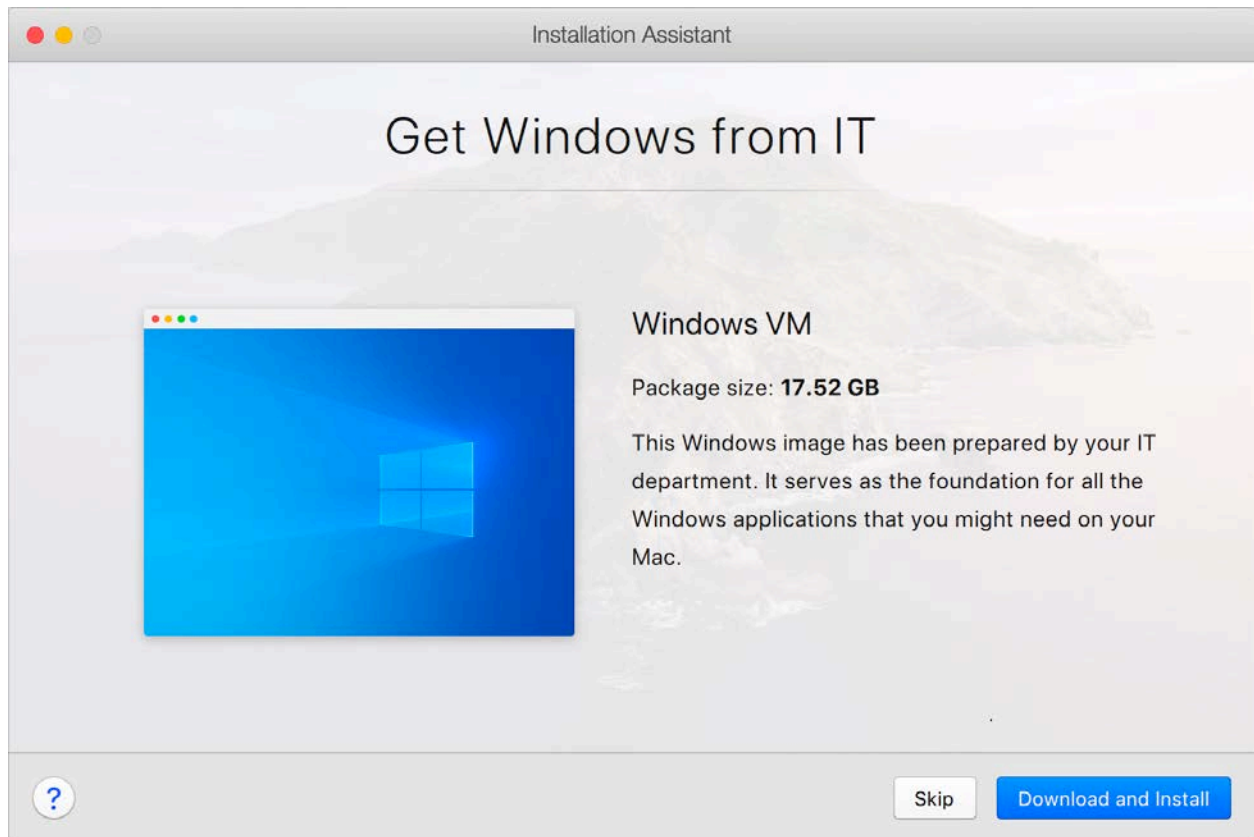 Installation Assistant
Get Windows from IT
Windows VM
Package size: 17.52 GB
This Windows image has been prepared by your IT
department. It serves as the foundation for all the
Windows applications that you might need on your
Mac.
?
Skip
Download and Install